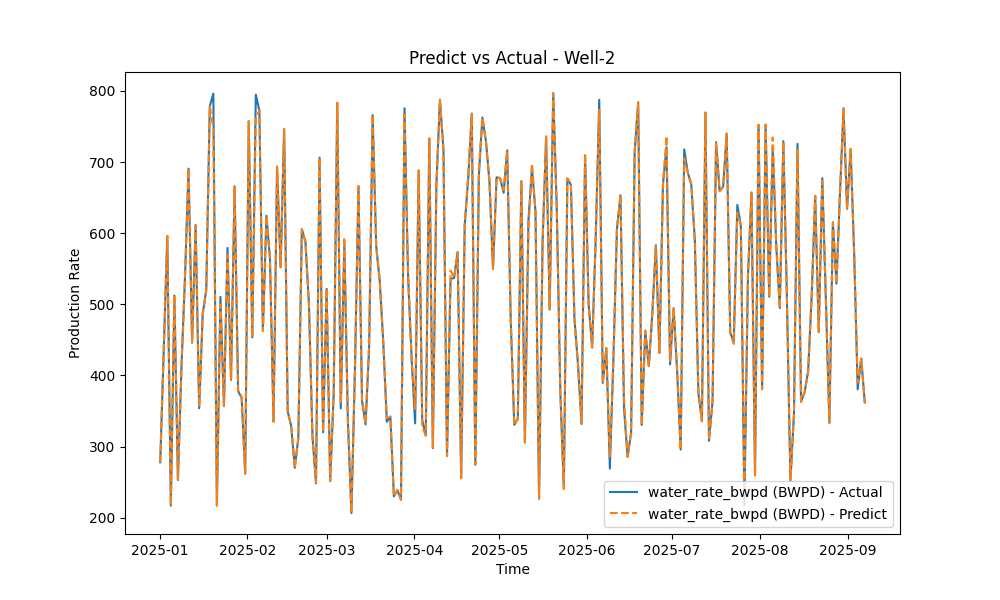 Predict vs Actual - Well-2
Production Rate
800
700
600
500
400
300
200
water_rate_bwpd (BWPD) - Actual
water_rate_bwpd (BWPD) - Predict
2025-01 2025-02 2025-03 2025-04 2025-05 2025-06 2025-07 2025-08 2025-09
Time